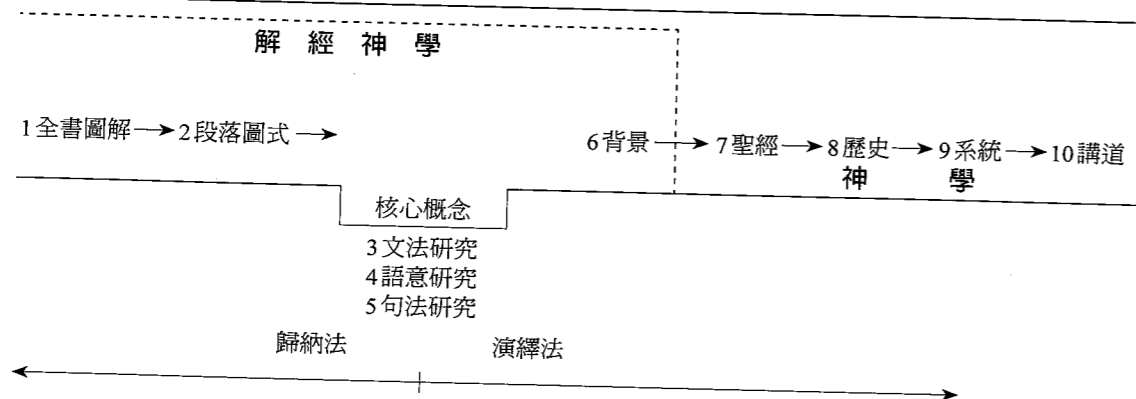 解經神學
1全書圖解→2段落圖式→
6背景→7聖經→8歷史→9系統→10講道
神學
核心概念
3文法研究
4語意研究
5句法研究
歸納法 演繹法